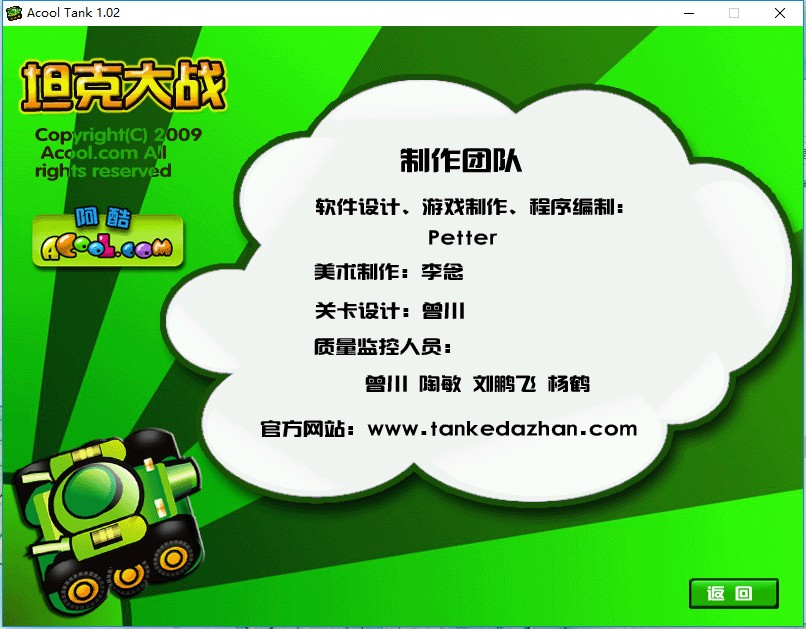 Acool Tank 1.02
坦克大战
Copyright(C) 2009
Acool.com All
rights reserved
阿酷
Acool.com
制作团队
软件设计、游戏制作、程序编制：
Petter
美术制作：李念
关卡设计：曾川
质量监控人员：
曾川 陶敏 刘鹏飞 杨鹤
官方网站：www.tankedazhan.com
返回